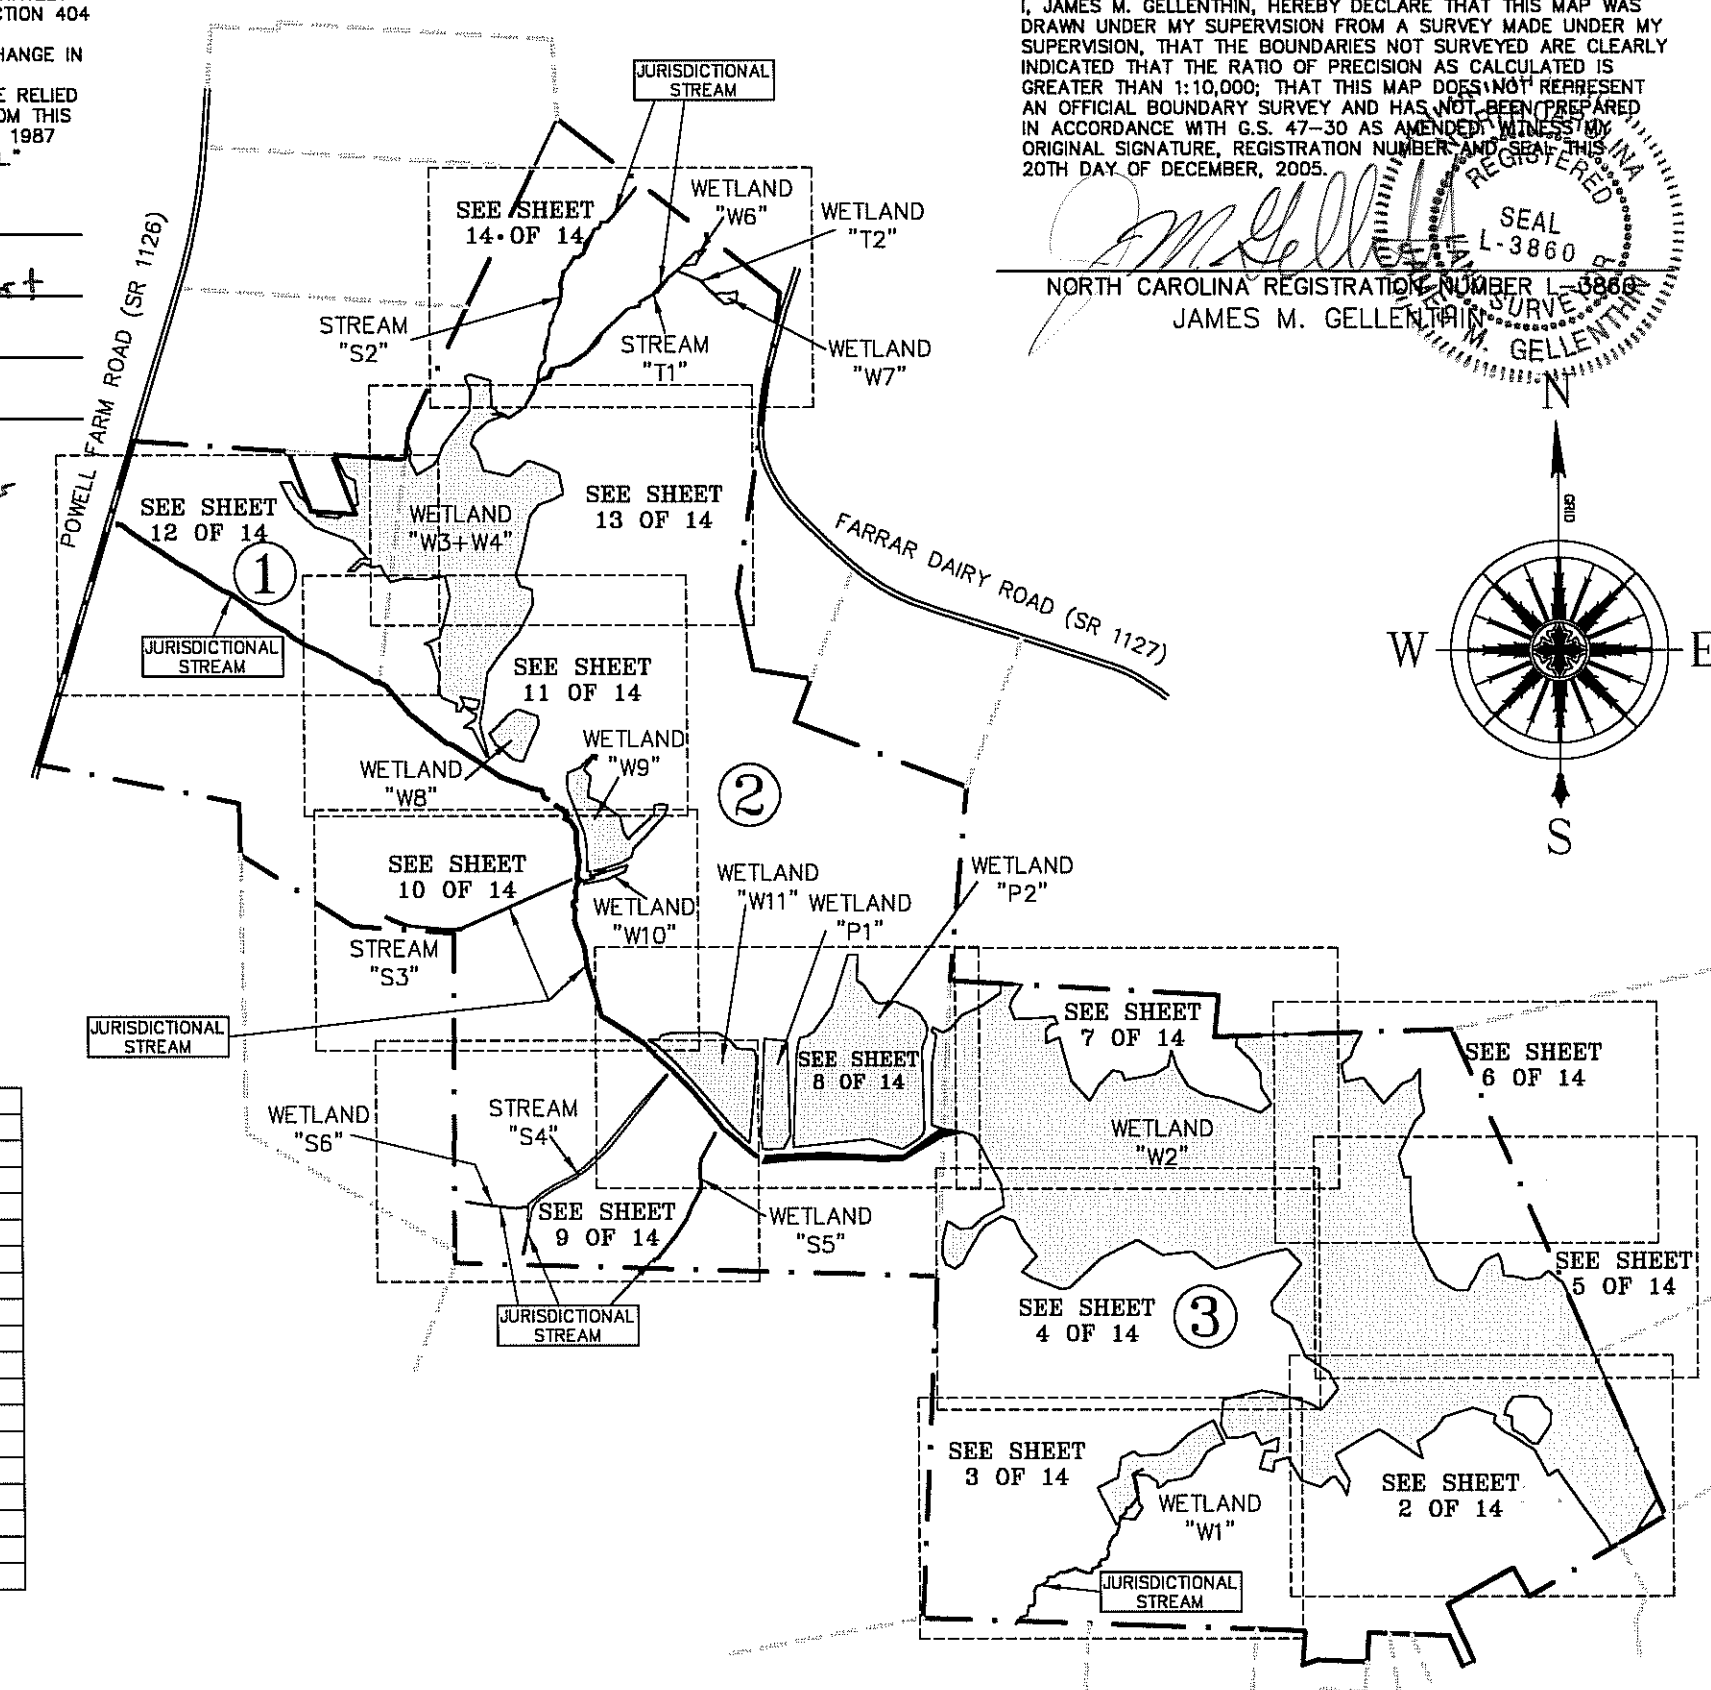 CTION 404
HANGE IN
E RELIED
OM THIS
1987
L"
I, JAMES M. GELLENTHIN, HEREBY DECLARE THAT THIS MAP WAS
DRAWN UNDER MY SUPERVISION FROM A SURVEY MADE UNDER MY
SUPERVISION, THAT THE BOUNDARIES NOT SURVEYED ARE CLEARLY
INDICATED THAT THE RATIO OF PRECISION AS CALCULATED IS
GREATER THAN 1:10,000; THAT THIS MAP DOES NOT REPRESENT
AN OFFICIAL BOUNDARY SURVEY AND HAS NOT BEEN PREPARED
IN ACCORDANCE WITH G.S. 47-30 AS AMENDED. WITNESS MY
ORIGINAL SIGNATURE, REGISTRATION NUMBER AND SEAL THIS
20TH DAY OF DECEMBER, 2005.
NORTH CAROLINA
REGISTERED
SEAL
L-3860
LAND SURVEYOR
JAMES M. GELLENTHIN
NORTH CAROLINA REGISTRATION NUMBER L-3860
JAMES M. GELLENTHIN
N
GRID
W
E
S
JURISDICTIONAL
STREAM
SEE SHEET
14 OF 14
WETLAND
"W6"
WETLAND
"T2"
STREAM
"S2"
STREAM
"T1"
WETLAND
"W7"
POWELL FARM ROAD (SR 1126)
SEE SHEET
12 OF 14
1
WETLAND
"W3+W4"
SEE SHEET
13 OF 14
FARRAR DAIRY ROAD (SR 1127)
JURISDICTIONAL
STREAM
SEE SHEET
11 OF 14
WETLAND
"W8"
WETLAND
"W9"
2
SEE SHEET
10 OF 14
WETLAND
"W10"
WETLAND
"W11"
WETLAND
"P1"
WETLAND
"P2"
STREAM
"S3"
JURISDICTIONAL
STREAM
SEE SHEET
8 OF 14
SEE SHEET
7 OF 14
SEE SHEET
6 OF 14
WETLAND
"S6"
STREAM
"S4"
WETLAND
"W2"
SEE SHEET
9 OF 14
WETLAND
"S5"
JURISDICTIONAL
STREAM
SEE SHEET
5 OF 14
SEE SHEET
4 OF 14
3
SEE SHEET
3 OF 14
WETLAND
"W1"
SEE SHEET
2 OF 14
JURISDICTIONAL
STREAM